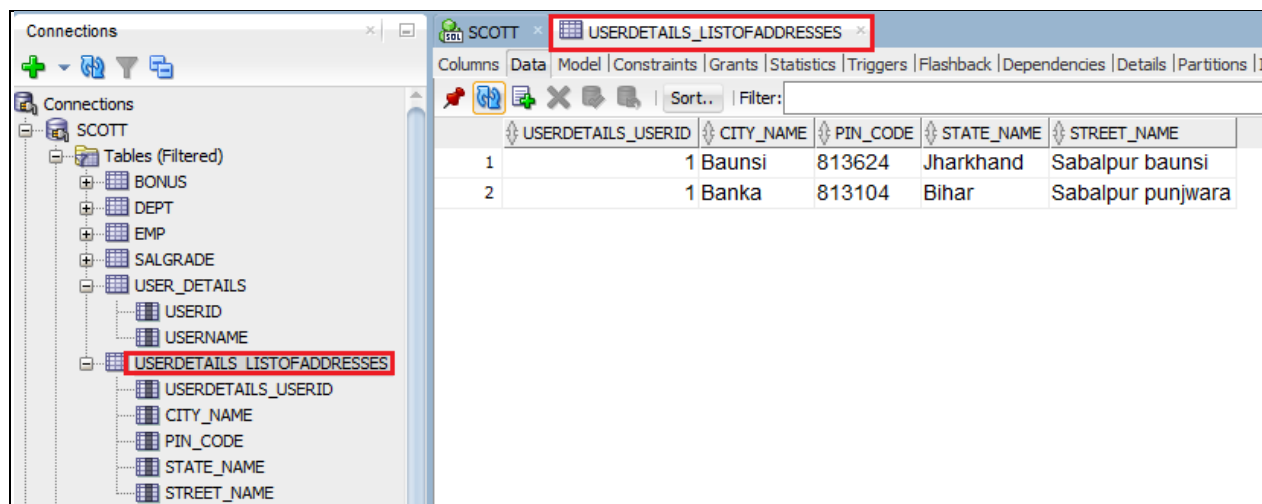 Connections
Connections
SCOTT
Tables (Filtered)
BONUS
DEPT
EMP
SALGRADE
USER_DETAILS
USERID
USERNAME
USERDETAILS_LISTOFADDRESSES
USERDETAILS_USERID
CITY_NAME
PIN_CODE
STATE_NAME
STREET_NAME
SQL SCOTT USERDETAILS_LISTOFADDRESSES
Columns Data Model | Constraints | Grants | Statistics | Triggers | Flashback | Dependencies | Details | Partitions |
Sort.. Filter:
USERDETAILS_USERID CITY_NAME PIN_CODE STATE_NAME STREET_NAME
1 1 Baunsi 813624 Jharkhand Sabalpur baunsi
2 1 Banka 813104 Bihar Sabalpur punjwara